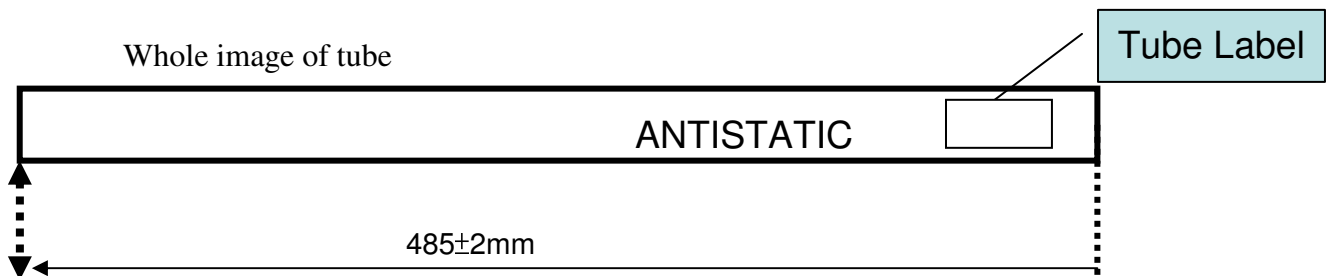 Tube Label
Whole image of tube
ANTISTATIC
485±2mm